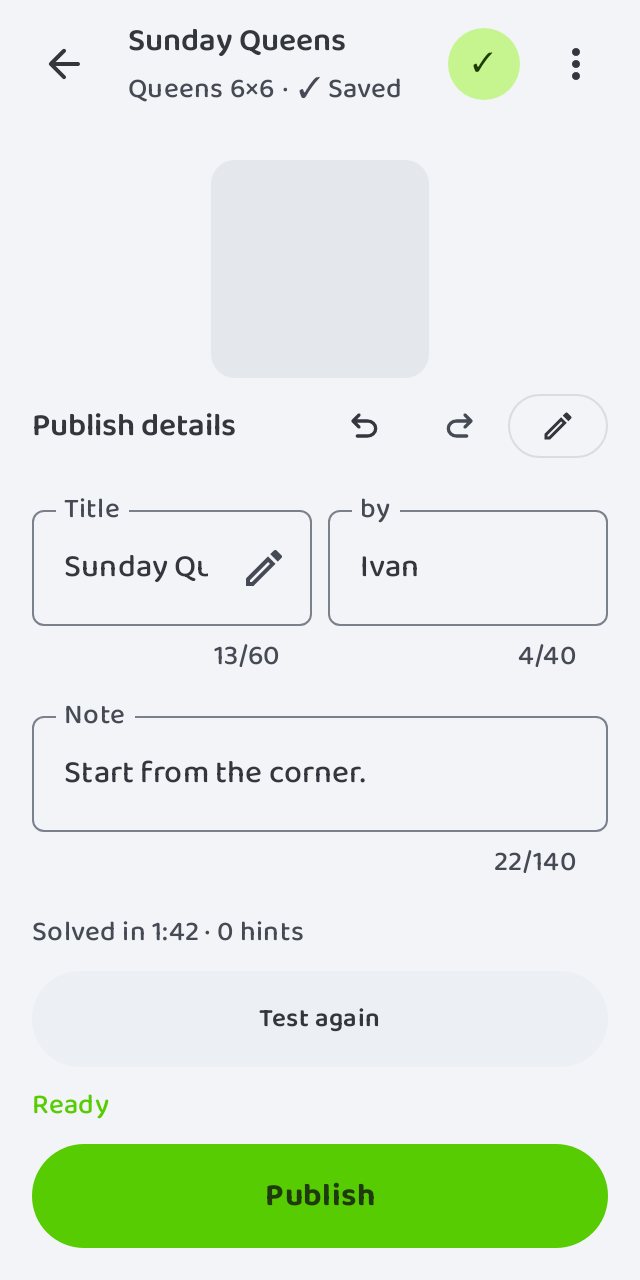 Sunday Queens
Queens 6×6 · ✓ Saved
✓
Publish details
Title
by
Sunday Qu
Ivan
13/60
4/40
Note
Start from the corner.
22/140
Solved in 1:42 · 0 hints
Test again
Ready
Publish